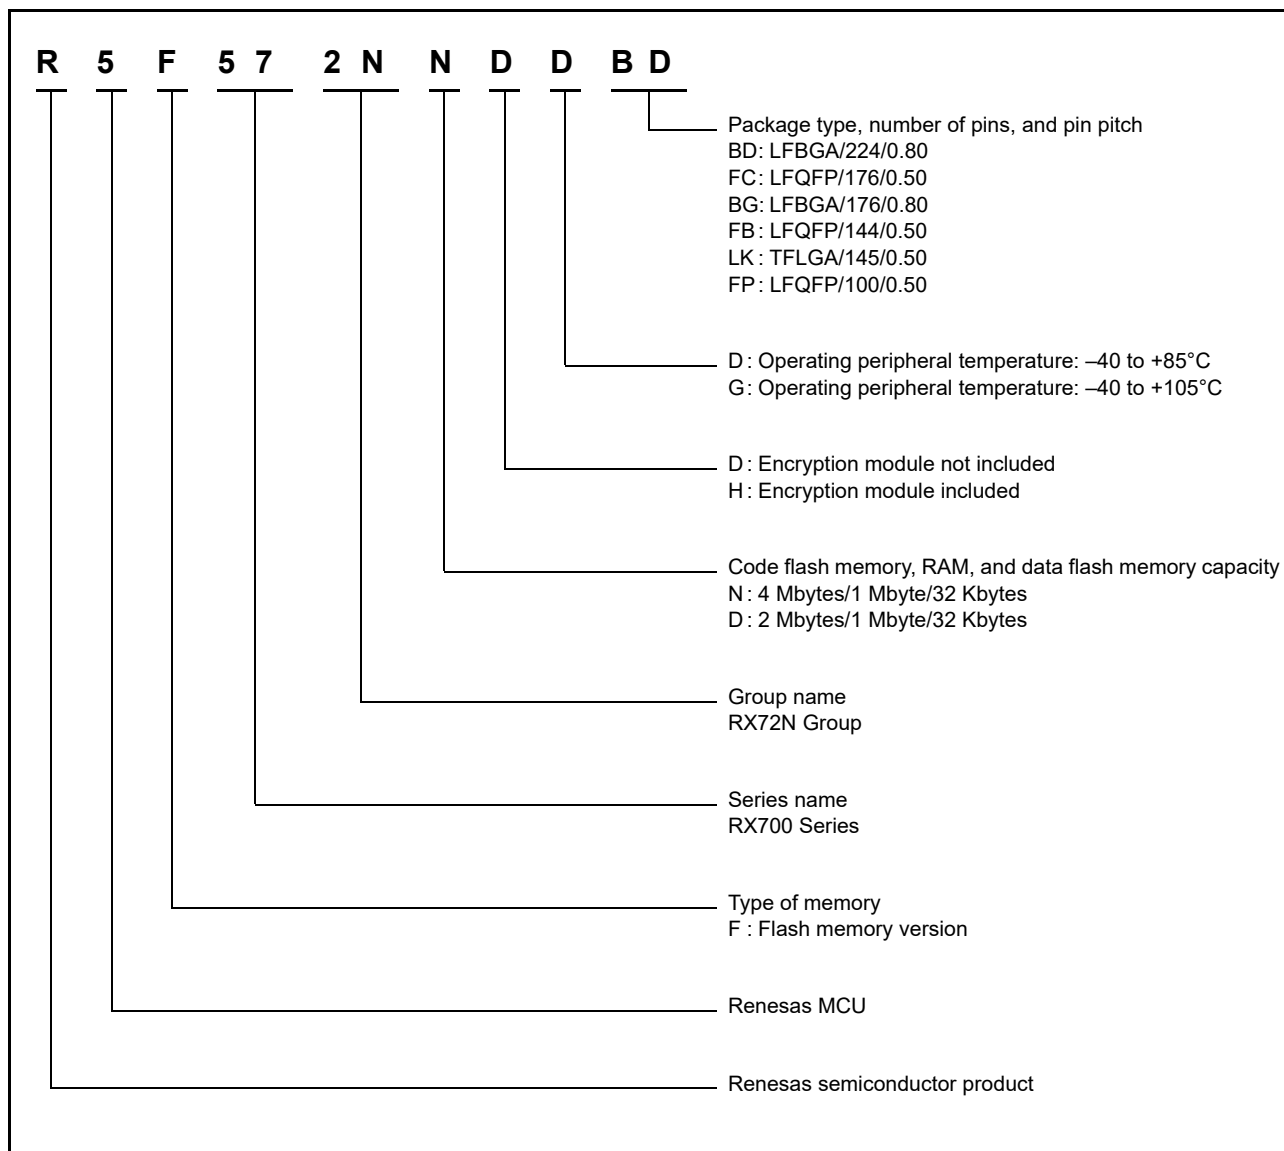 R 5 F 5 7 2 N N D D B D
Package type, number of pins, and pin pitch
BD: LFBGA/224/0.80
FC: LFQFP/176/0.50
BG: LFBGA/176/0.80
FB: LFQFP/144/0.50
LK: TFLGA/145/0.50
FP: LFQFP/100/0.50
D: Operating peripheral temperature: –40 to +85°C
G: Operating peripheral temperature: –40 to +105°C
D: Encryption module not included
H: Encryption module included
Code flash memory, RAM, and data flash memory capacity
N: 4 Mbytes/1 Mbyte/32 Kbytes
D: 2 Mbytes/1 Mbyte/32 Kbytes
Group name
RX72N Group
Series name
RX700 Series
Type of memory
F : Flash memory version
Renesas MCU
Renesas semiconductor product